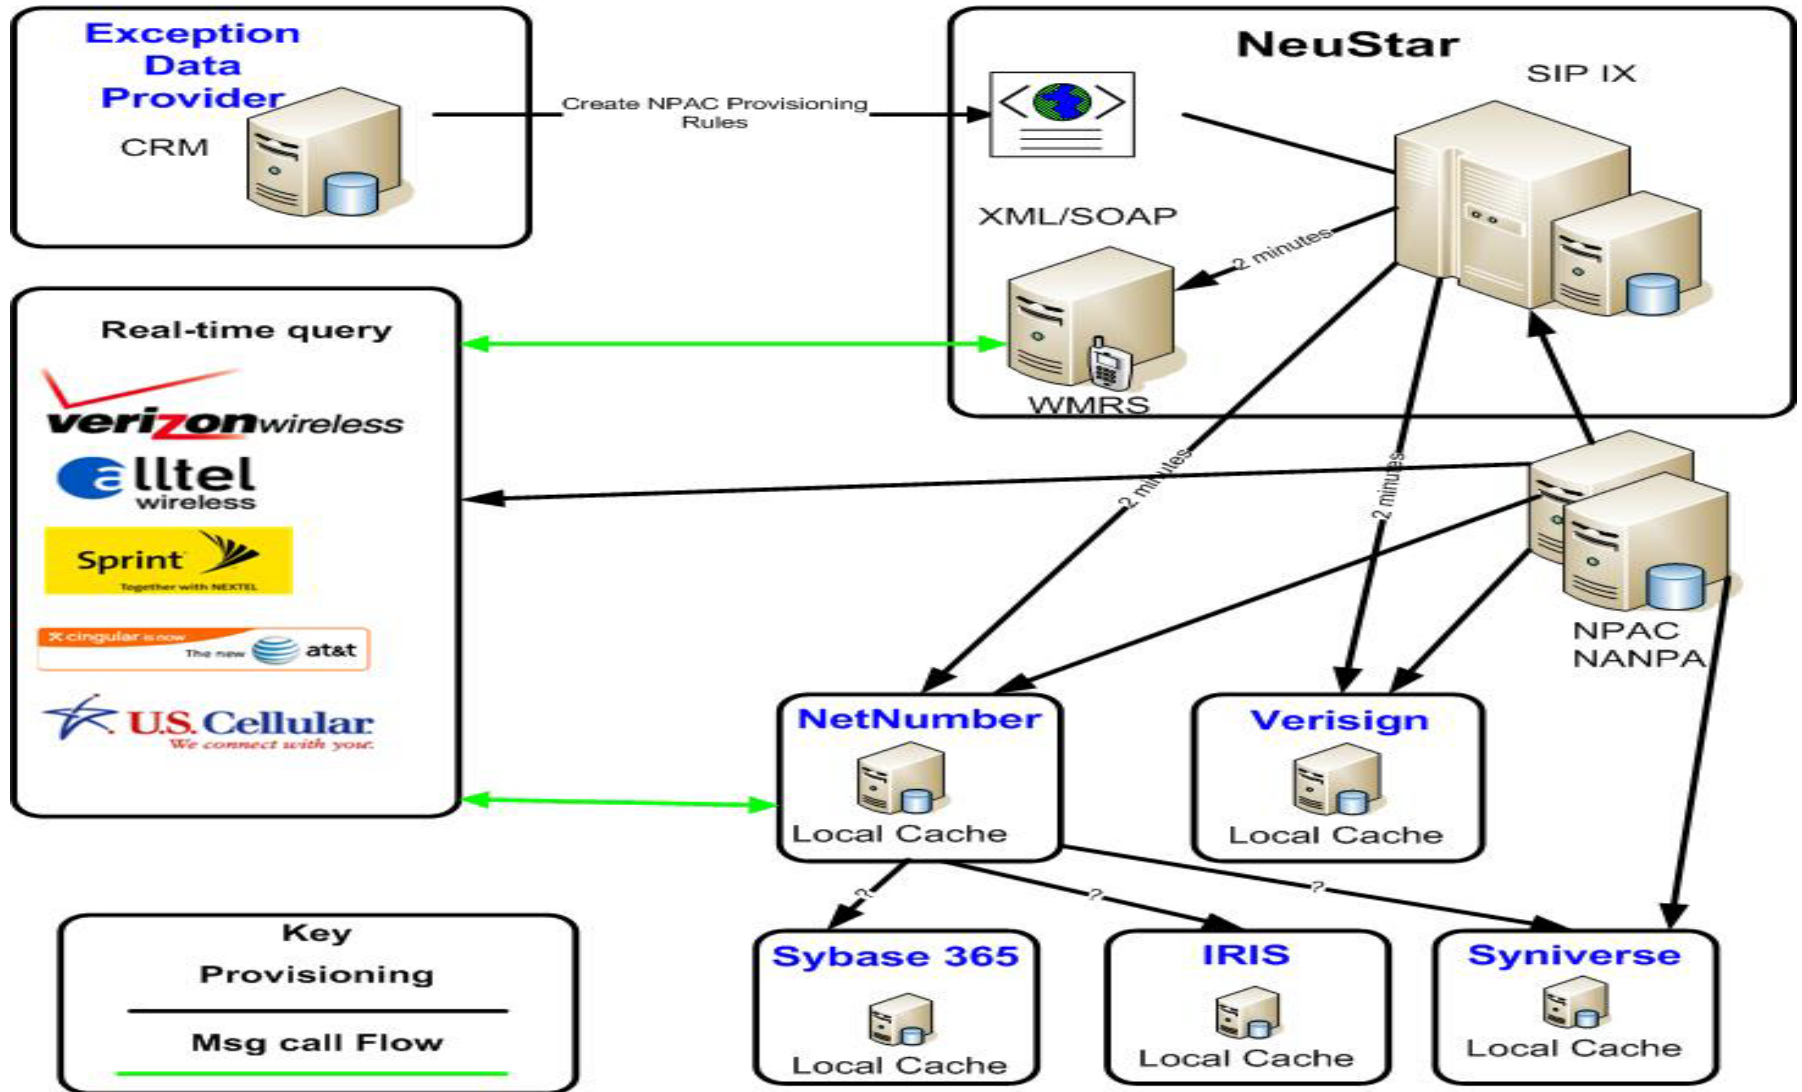 Exception
Data
Provider
CRM
Create NPAC Provisioning
Rules
NeuStar
SIP IX
XML/SOAP
2 minutes
WMRS
Real-time query
verizonwireless
alltel
wireless
Sprint
Together with NEXTEL
cingular is now
The new at&t
U.S. Cellular
We connect with you.
2 minutes
2 minutes
NPAC
NANPA
NetNumber
Local Cache
Verisign
Local Cache
?
?
?
Sybase 365
Local Cache
IRIS
Local Cache
Syniverse
Local Cache
Key
Provisioning
Msg call Flow